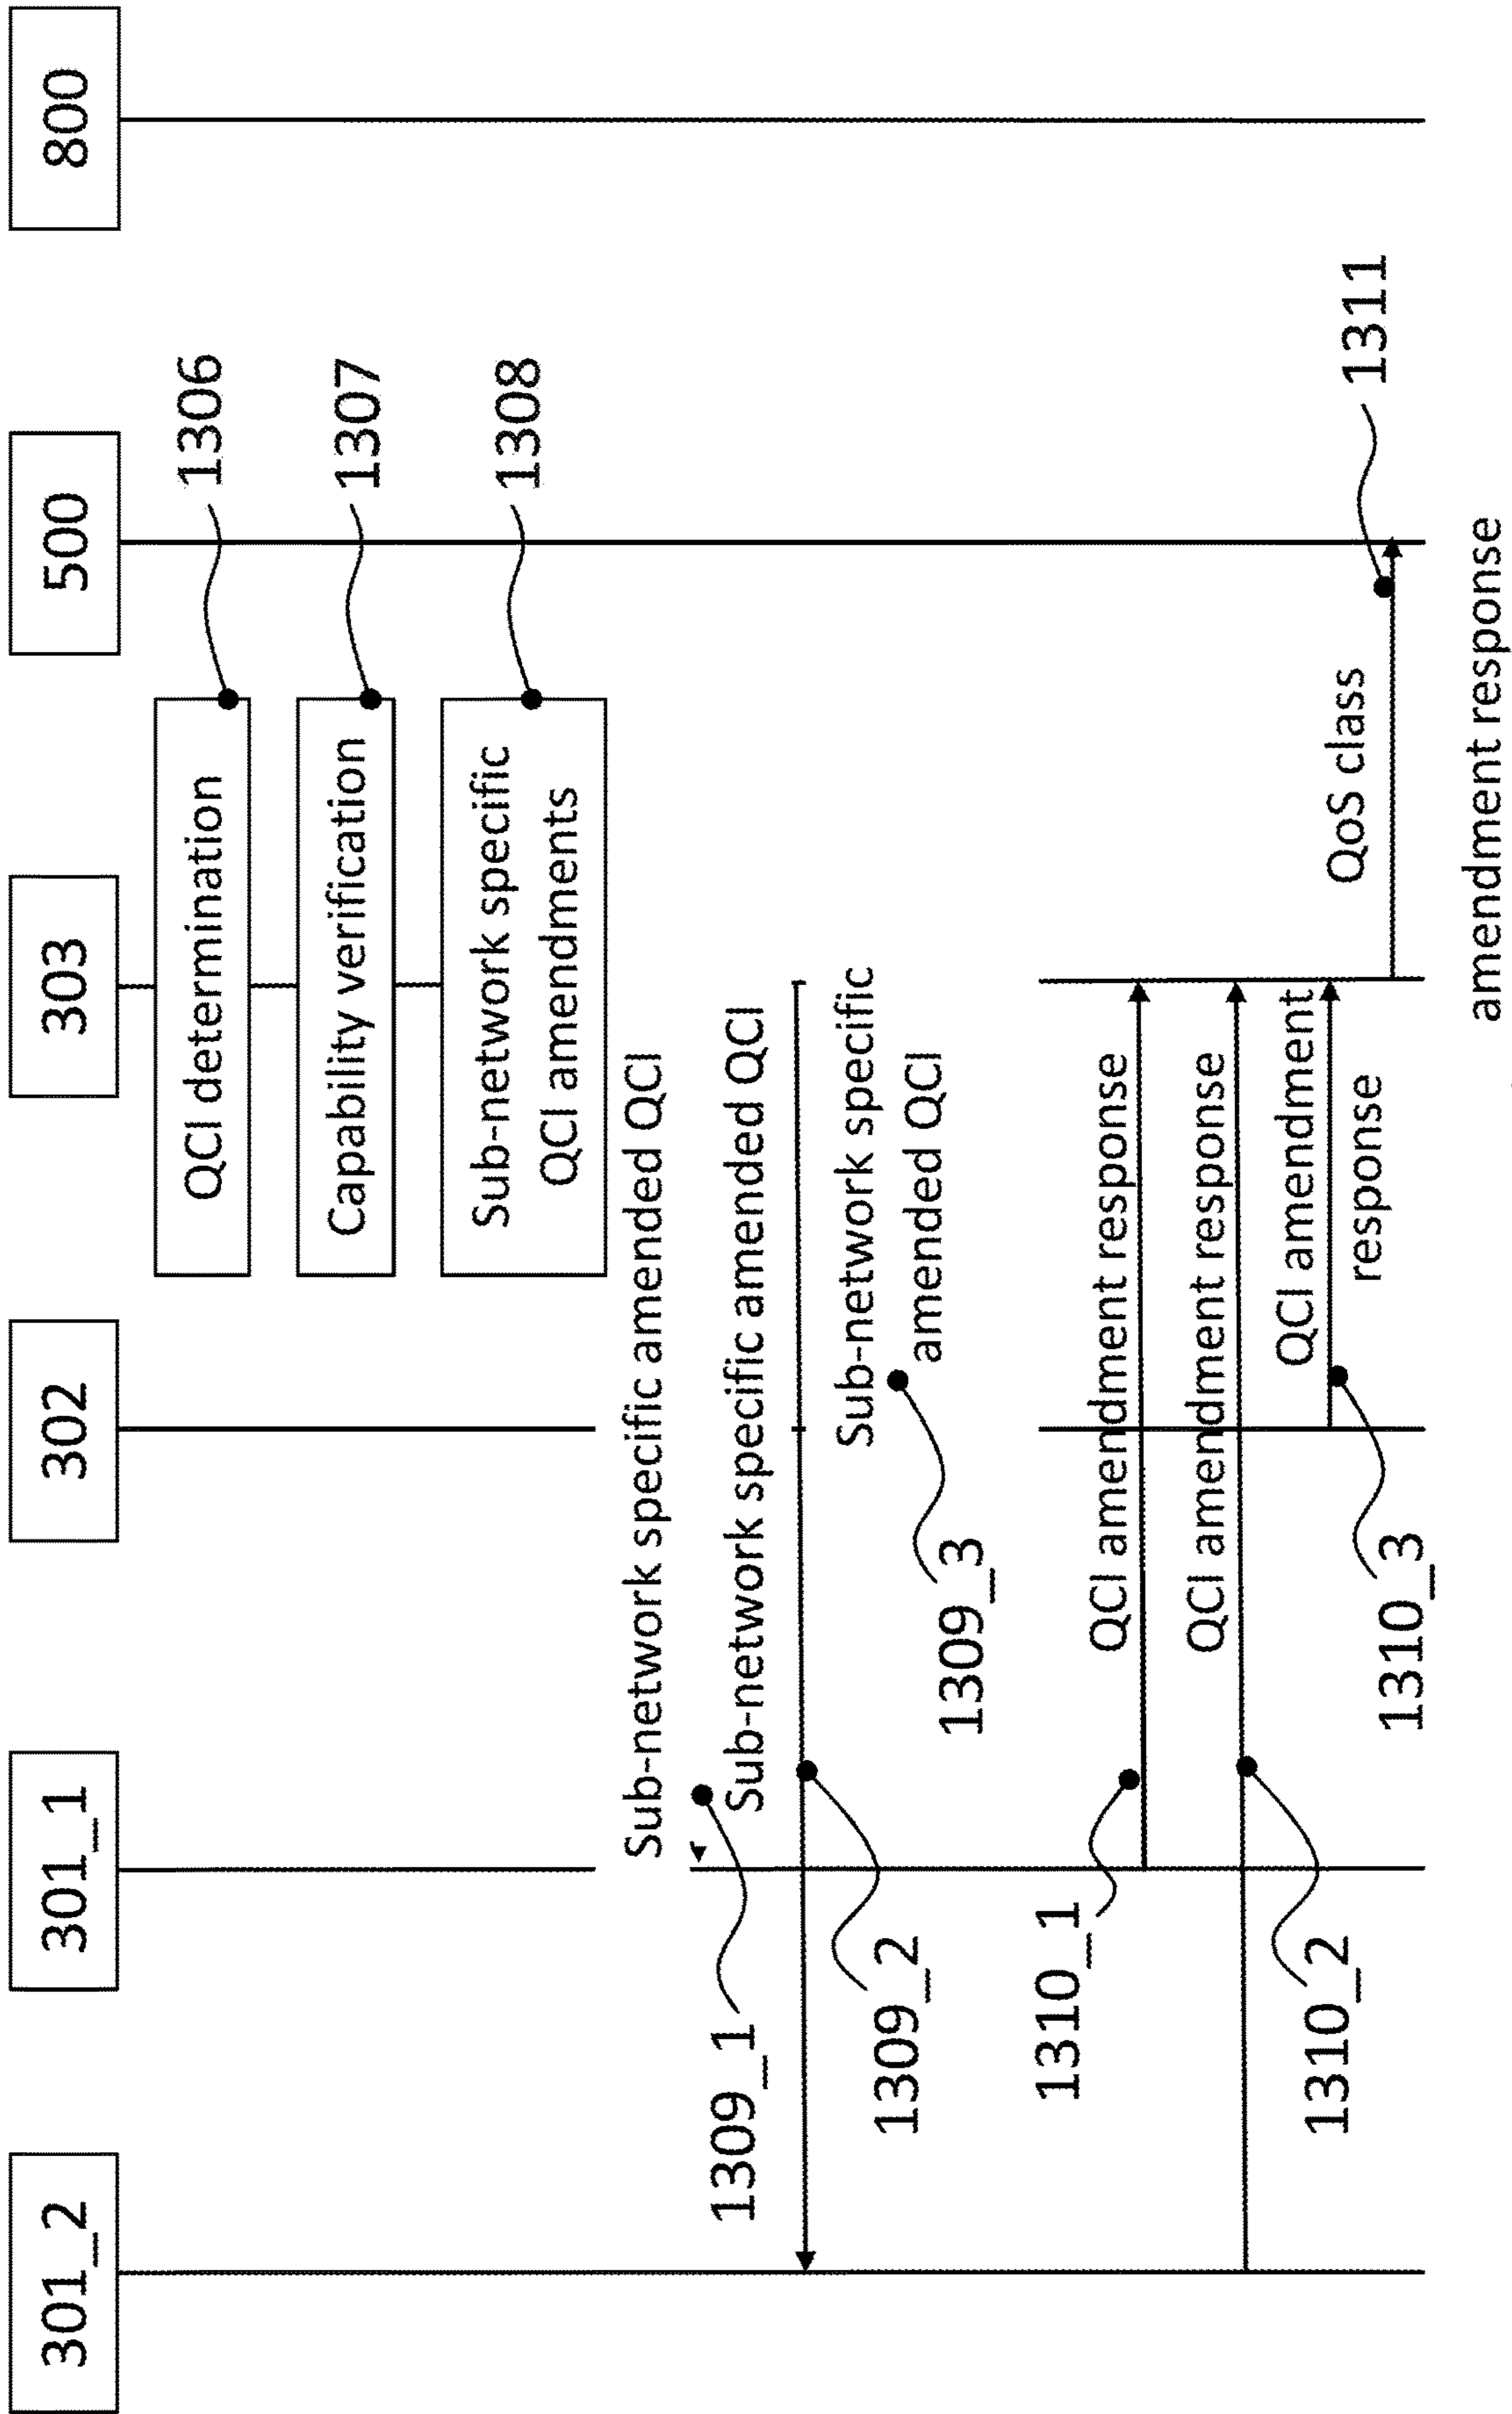 301_2
301_1
302
303
500
800
QCI determination
1306
Capability verification
1307
Sub-network specific
QCI amendments
1308
Sub-network specific amended QCI
1309_1
Sub-network specific amended QCI
1309_2
Sub-network specific
amended QCI
1309_3
QCI amendment response
1310_1
QCI amendment response
1310_2
QCI amendment
response
1310_3
QoS class
1311
amendment response